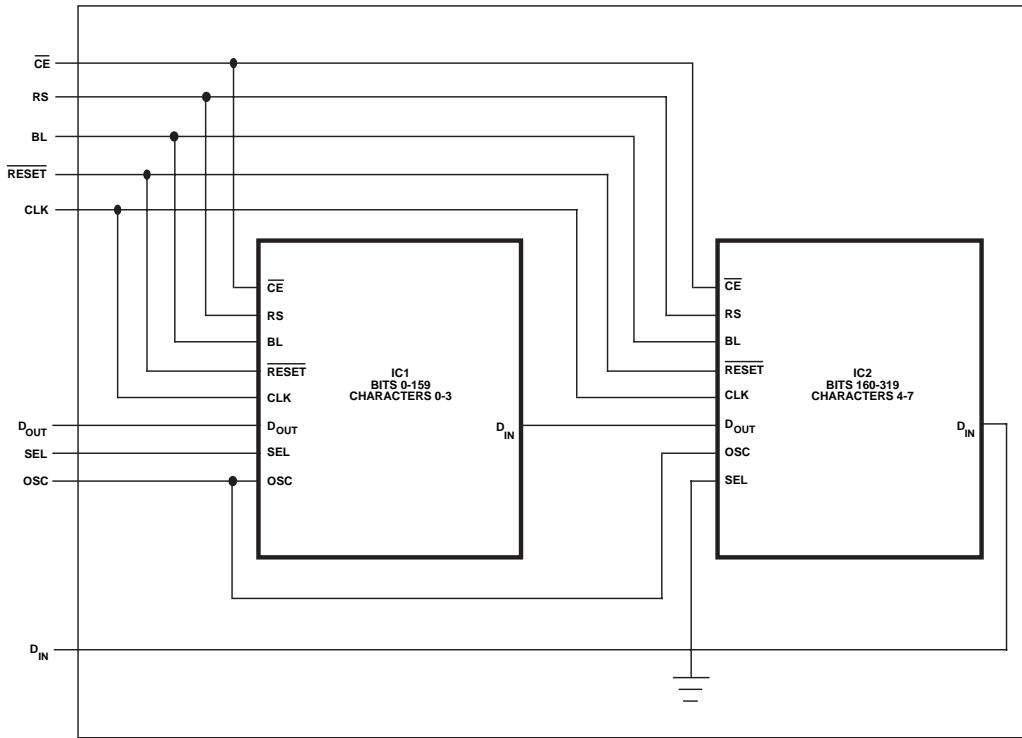 CE
RS
BL
RESET
CLK
DOUT
SEL
OSC
DIN
CE
RS
BL
RESET
CLK
DOUT
SEL
OSC
IC1
BITS 0-159
CHARACTERS 0-3
DIN
CE
RS
BL
RESET
CLK
DOUT
OSC
SEL
IC2
BITS 160-319
CHARACTERS 4-7
DIN